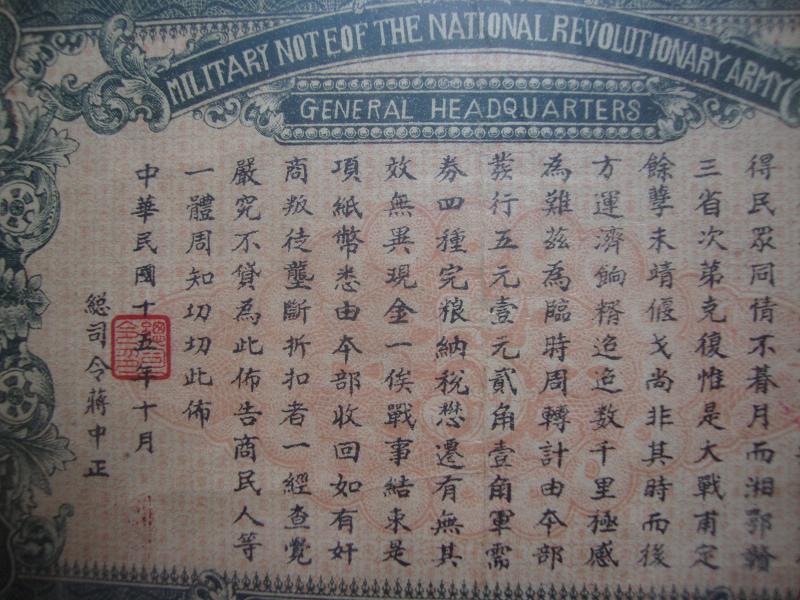 MILITARY NOTE OF THE NATIONAL REVOLUTIONARY ARMY
GENERAL HEADQUARTERS
得民眾同情不暮月而湘鄂贛
三省次第克復惟是大戰甫定
餘孽未靖偃戈尚非其時而後
方運濟餉糈迢迢数千里極感
為難茲為臨時周轉計由本部
發行五元壹元貳角壹角軍需
券四種完粮納税懋遷有無其
效無異現金一俟戰事結束是
項紙幣悉由本部收回如有奸
商叛徒壟斷折扣者一經查覺
嚴究不貸為此佈告商民人等
一體周知切切此佈
中華民國十五年十月
總司令蔣中正